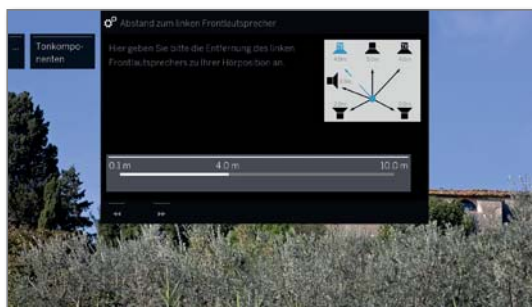 Abstand zum linken Frontlautsprecher
...
Tonkompo-
nenten
Hier geben Sie bitte die Entfernung des linken
Frontlautsprechers zu Ihrer Hörposition an.
0.1 m 4.0 m 10.0 m